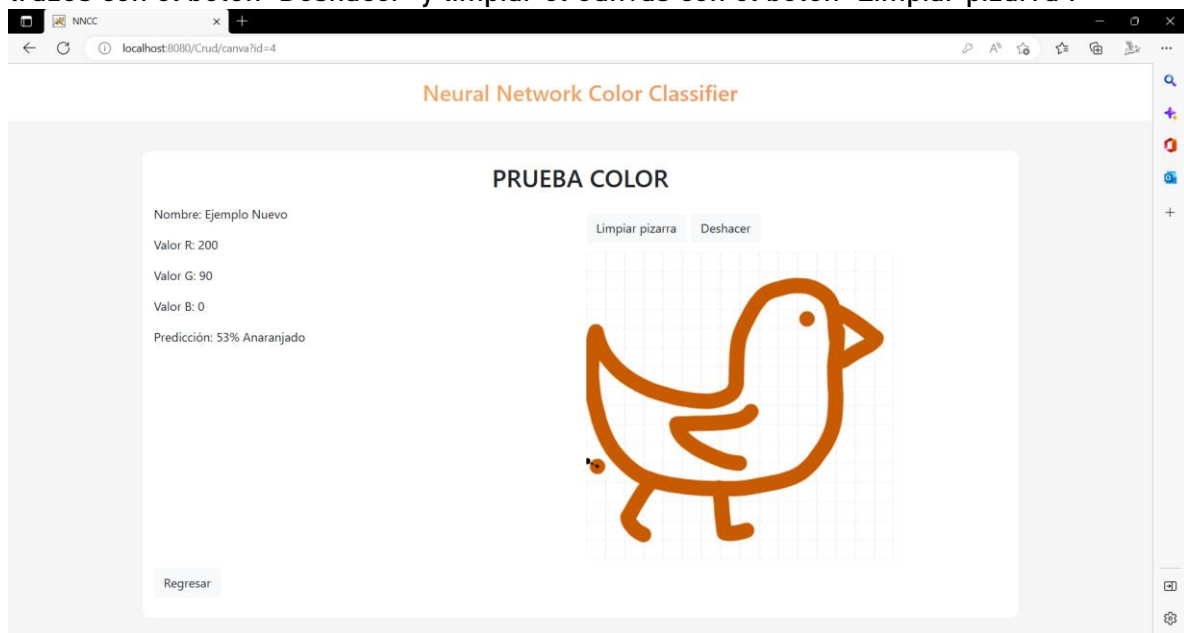 trazos con el botón "Deshacer" y limpiar el canvas con el botón "Limpiar pizarra".
NNCC
localhost:8080/Crud/canva?id=4
Neural Network Color Classifier
PRUEBA COLOR
Nombre: Ejemplo Nuevo
Valor R: 200
Valor G: 90
Valor B: 0
Predicción: 53% Anaranjado
Limpiar pizarra
Deshacer
Regresar